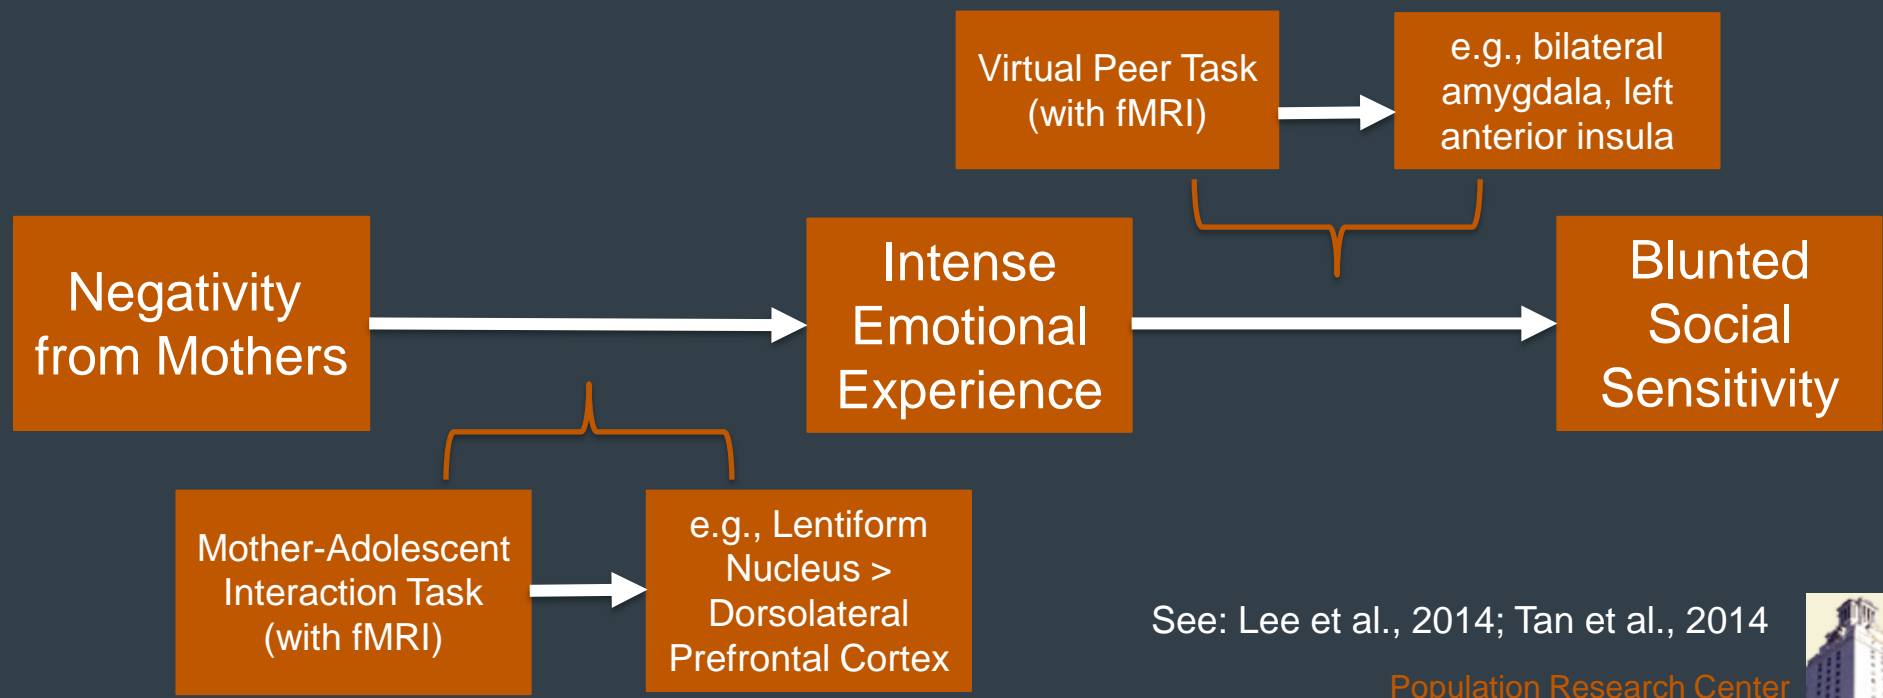 Virtual Peer Task
(with fMRI)
e.g., bilateral
amygdala, left
anterior insula
Negativity
from Mothers
Intense
Emotional
Experience
Blunted
Social
Sensitivity
Mother-Adolescent
Interaction Task
(with fMRI)
e.g., Lentiform
Nucleus >
Dorsolateral
Prefrontal Cortex
See: Lee et al., 2014; Tan et al., 2014
Population Research Center